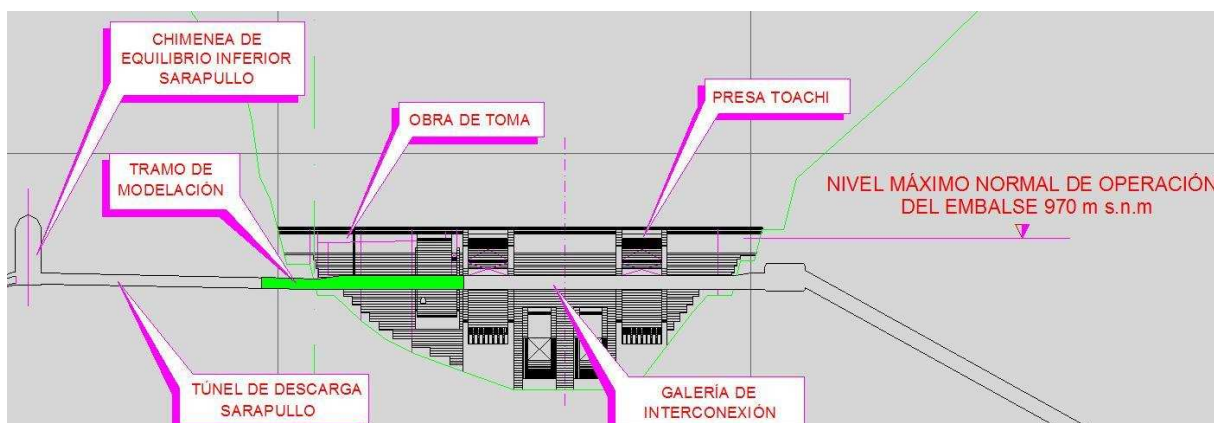 CHIMENEA DE
EQUILIBRIO INFERIOR
SARAPULLO
OBRA DE TOMA
PRESA TOACHI
TRAMO DE
MODELACIÓN
NIVEL MÁXIMO NORMAL DE OPERACIÓN
DEL EMBALSE 970 m s.n.m
TÚNEL DE DESCARGA
SARAPULLO
GALERÍA DE
INTERCONEXIÓN